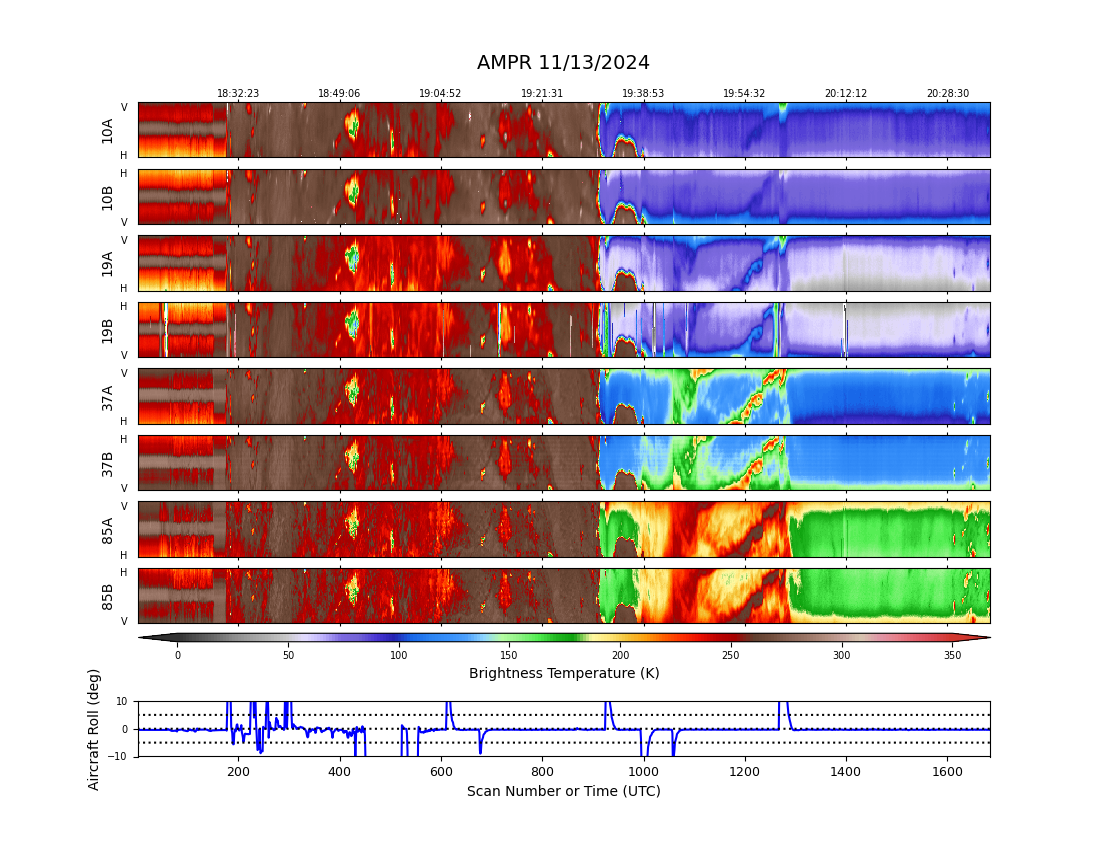 AMPR 11/13/2024
18:32:23 18:49:06 19:04:52 19:21:31 19:38:53 19:54:32 20:12:12 20:28:30
V
10A
H
H
10B
V
V
19A
H
H
19B
V
V
37A
H
H
37B
V
V
85A
H
H
85B
V
0 50 100 150 200 250 300 350
Brightness Temperature (K)
Aircraft Roll (deg)
10
0
−10
200 400 600 800 1000 1200 1400 1600
Scan Number or Time (UTC)